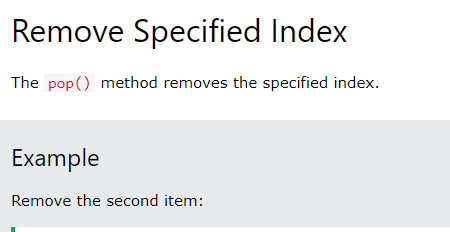 Remove Specified Index
The pop() method removes the specified index.
Example
Remove the second item: